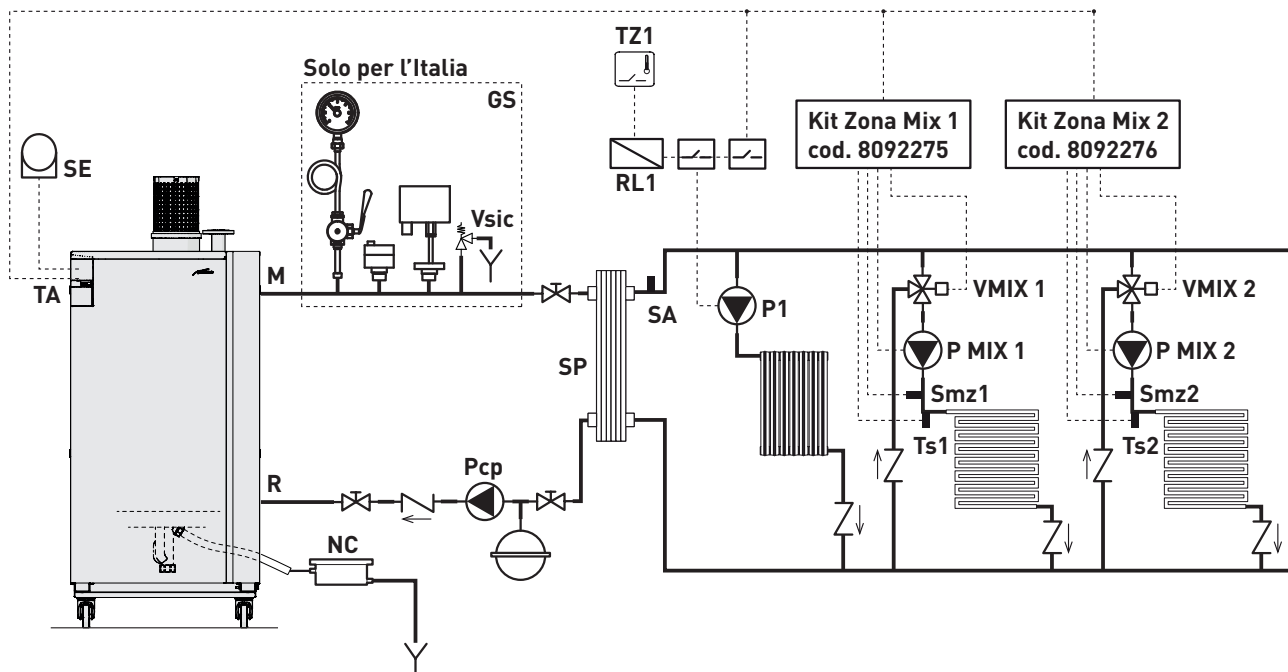 TZ1
Solo per l'Italia
GS
Kit Zona Mix 1
cod. 8092275
Kit Zona Mix 2
cod. 8092276
SE
RL1
Vsic
M
TA
SA
P1
VMIX 1
VMIX 2
SP
P MIX 1
P MIX 2
Smz1
Smz2
Ts1
Ts2
Pcp
R
NC